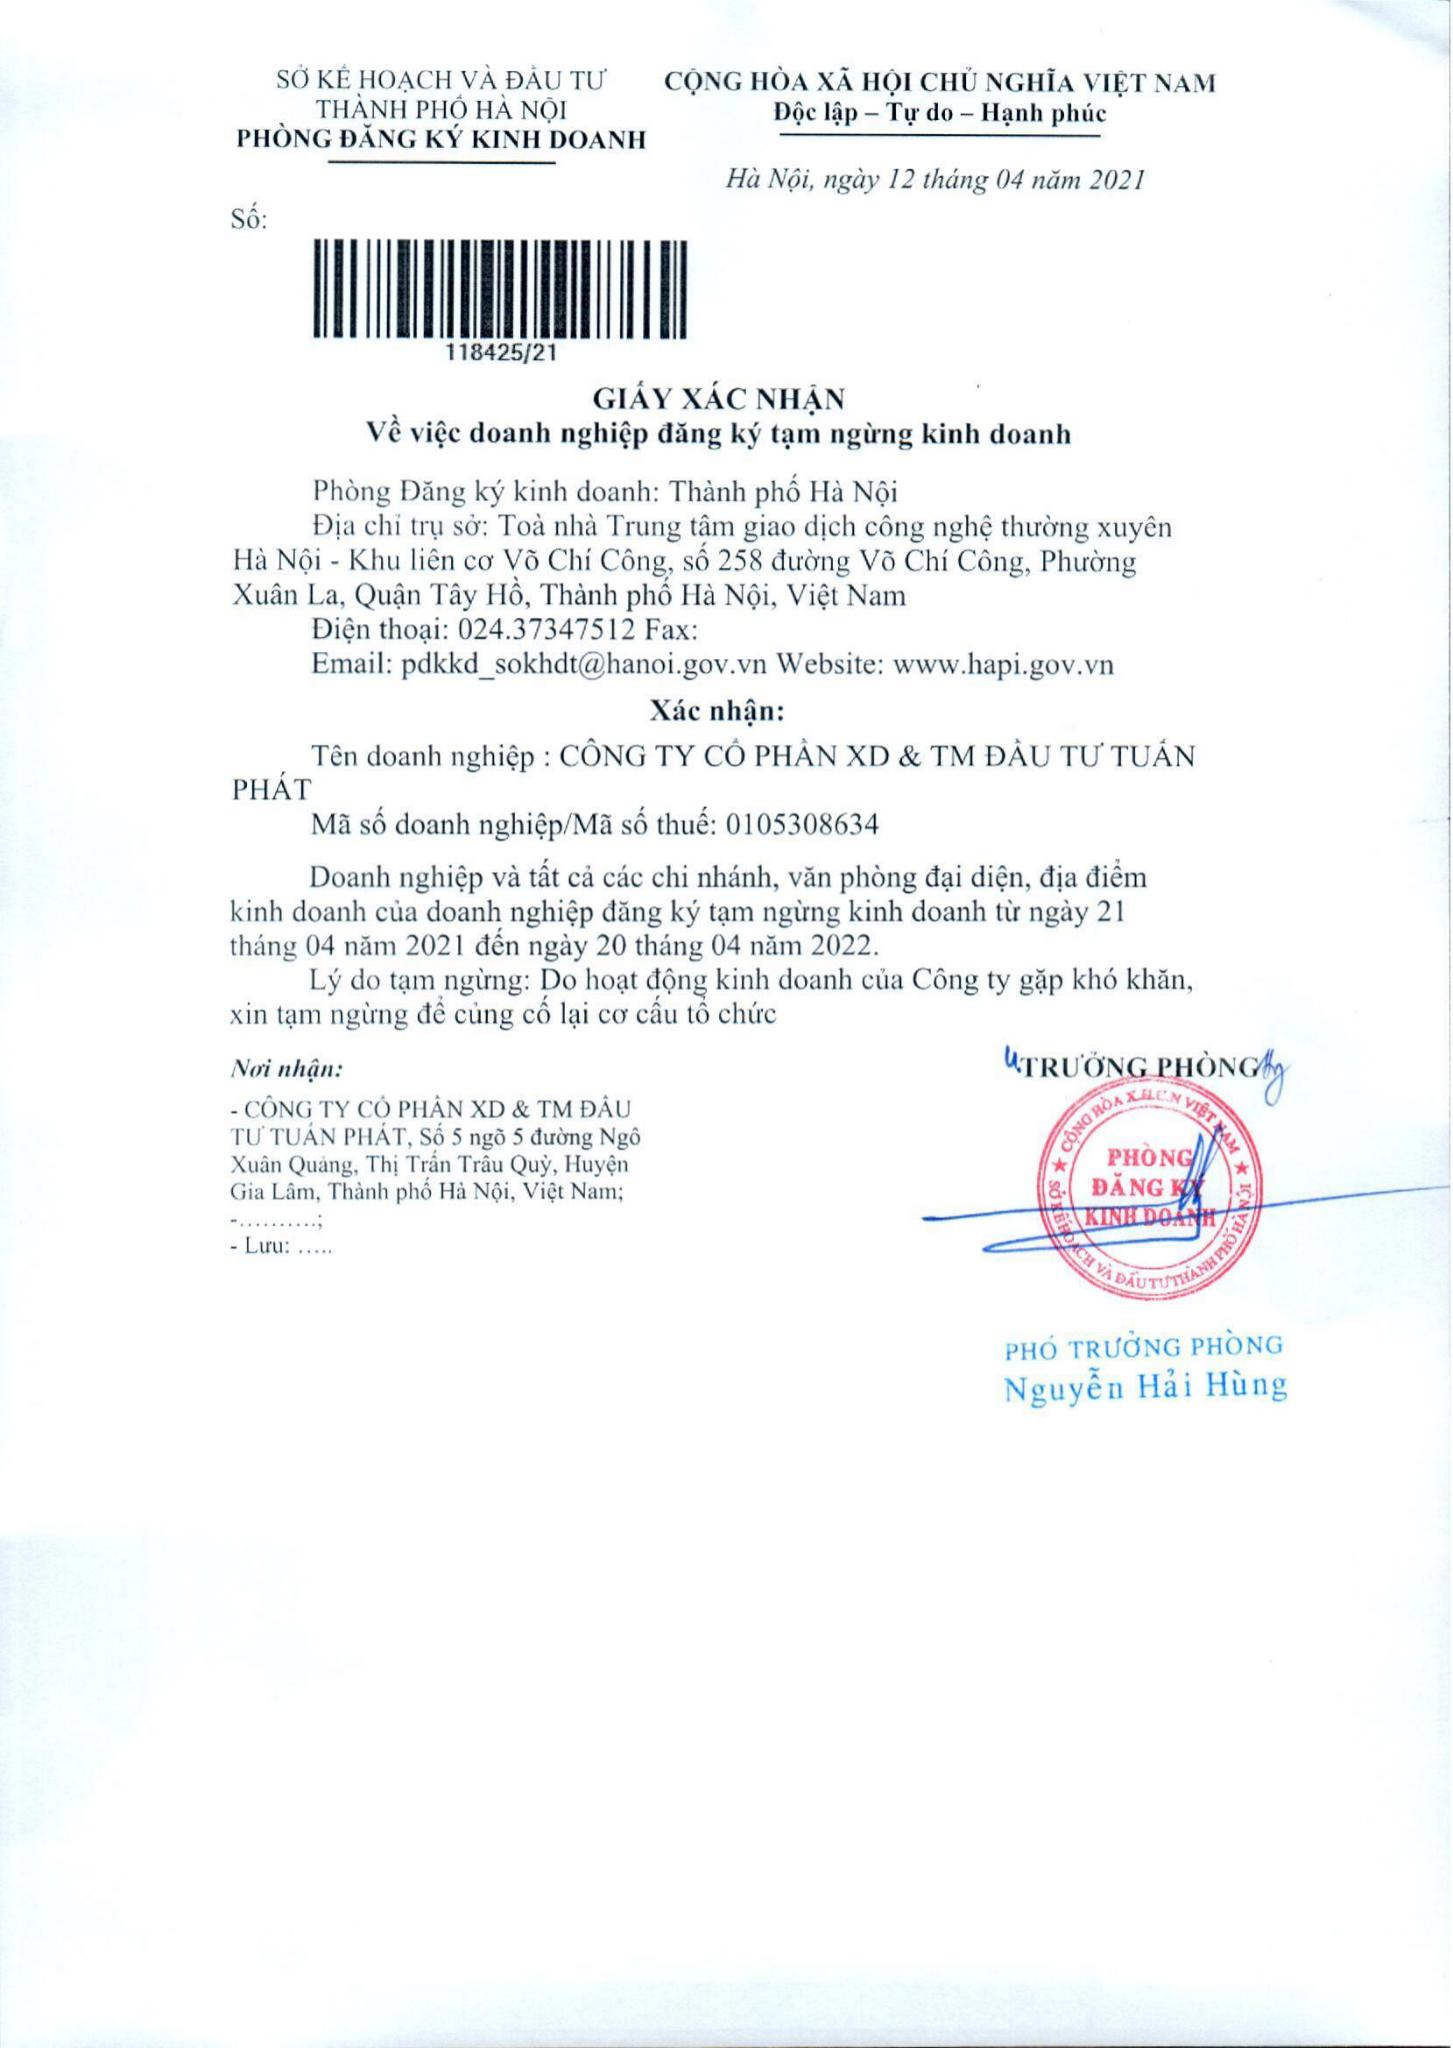 SỞ KẾ HOẠCH VÀ ĐẦU TƯ
THÀNH PHỐ HÀ NỘI
PHÒNG ĐĂNG KÝ KINH DOANH
CỘNG HÒA XÃ HỘI CHỦ NGHĨA VIỆT NAM
Độc lập – Tự do – Hạnh phúc
Hà Nội, ngày 12 tháng 04 năm 2021
Số:
118425/21
GIẤY XÁC NHẬN
Về việc doanh nghiệp đăng ký tạm ngừng kinh doanh
Phòng Đăng ký kinh doanh: Thành phố Hà Nội
Địa chỉ trụ sở: Toà nhà Trung tâm giao dịch công nghệ thường xuyên
Hà Nội - Khu liên cơ Võ Chí Công, số 258 đường Võ Chí Công, Phường
Xuân La, Quận Tây Hồ, Thành phố Hà Nội, Việt Nam
Điện thoại: 024.37347512 Fax:
Email: pdkkd_sokhdt@hanoi.gov.vn Website: www.hapi.gov.vn
Xác nhận:
Tên doanh nghiệp : CÔNG TY CỔ PHẦN XD & TM ĐẦU TƯ TUẤN
PHÁT
Mã số doanh nghiệp/Mã số thuế: 0105308634
Doanh nghiệp và tất cả các chi nhánh, văn phòng đại diện, địa điểm
kinh doanh của doanh nghiệp đăng ký tạm ngừng kinh doanh từ ngày 21
tháng 04 năm 2021 đến ngày 20 tháng 04 năm 2022.
Lý do tạm ngừng: Do hoạt động kinh doanh của Công ty gặp khó khăn,
xin tạm ngừng để củng cố lại cơ cấu tổ chức
Nơi nhận:
- CÔNG TY CỔ PHẦN XD & TM ĐẦU
TƯ TUẤN PHÁT, Số 5 ngõ 5 đường Ngô
Xuân Quảng, Thị Trấn Trâu Quỳ, Huyện
Gia Lâm, Thành phố Hà Nội, Việt Nam;
-..........;
- Lưu: .....
TRƯỞNG PHÒNG
CỘNG HÒA X.H.C.N VIỆT NAM
SỞ KẾ HOẠCH VÀ ĐẦU TƯ THÀNH PHỐ HÀ NỘI
PHÒNG
ĐĂNG KÝ
KINH DOANH
PHÓ TRƯỞNG PHÒNG
Nguyễn Hải Hùng